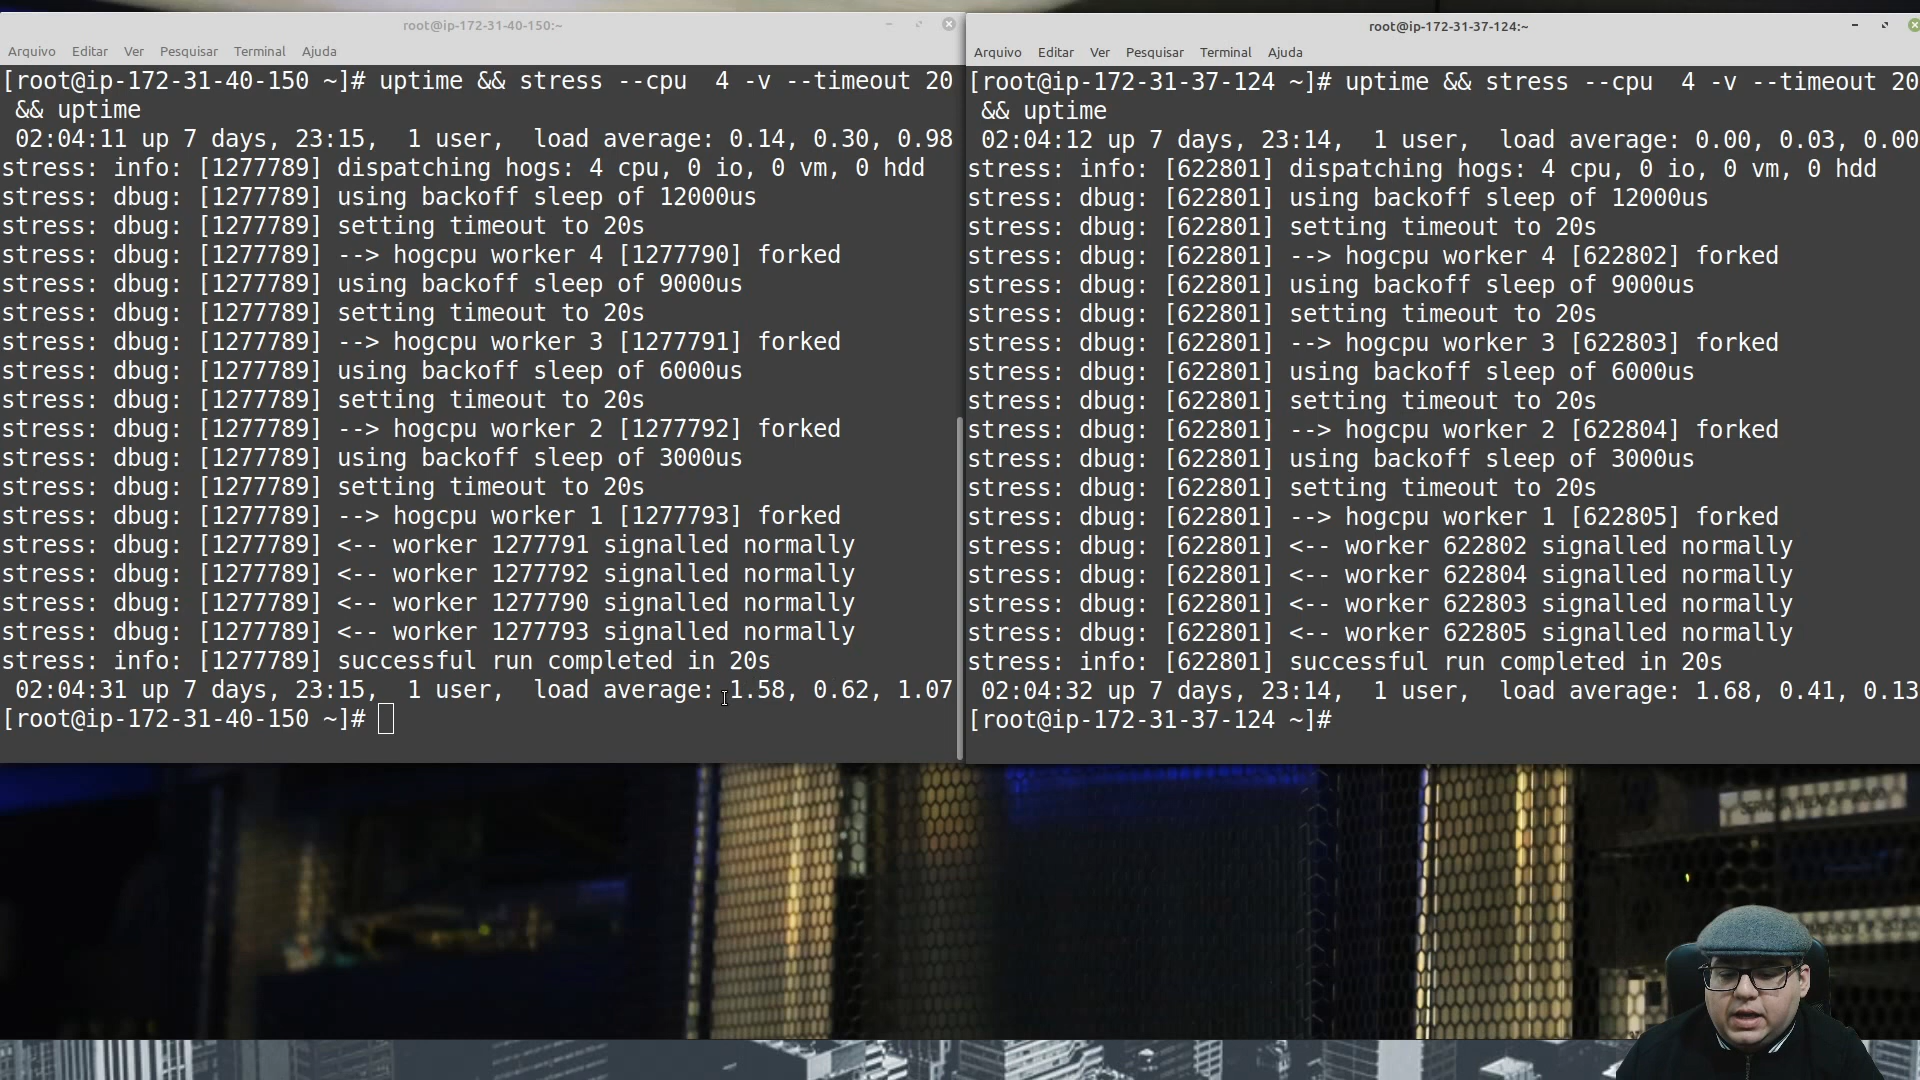 root@ip-172-31-40-150:~
Arquivo Editar Ver Pesquisar Terminal Ajuda
[root@ip-172-31-40-150 ~]# uptime && stress --cpu  4 -v --timeout 20
 && uptime
 02:04:11 up 7 days, 23:15,  1 user,  load average: 0.14, 0.30, 0.98
stress: info: [1277789] dispatching hogs: 4 cpu, 0 io, 0 vm, 0 hdd
stress: dbug: [1277789] using backoff sleep of 12000us
stress: dbug: [1277789] setting timeout to 20s
stress: dbug: [1277789] --> hogcpu worker 4 [1277790] forked
stress: dbug: [1277789] using backoff sleep of 9000us
stress: dbug: [1277789] setting timeout to 20s
stress: dbug: [1277789] --> hogcpu worker 3 [1277791] forked
stress: dbug: [1277789] using backoff sleep of 6000us
stress: dbug: [1277789] setting timeout to 20s
stress: dbug: [1277789] --> hogcpu worker 2 [1277792] forked
stress: dbug: [1277789] using backoff sleep of 3000us
stress: dbug: [1277789] setting timeout to 20s
stress: dbug: [1277789] --> hogcpu worker 1 [1277793] forked
stress: dbug: [1277789] <-- worker 1277791 signalled normally
stress: dbug: [1277789] <-- worker 1277792 signalled normally
stress: dbug: [1277789] <-- worker 1277790 signalled normally
stress: dbug: [1277789] <-- worker 1277793 signalled normally
stress: info: [1277789] successful run completed in 20s
 02:04:31 up 7 days, 23:15,  1 user,  load average: 1.58, 0.62, 1.07
[root@ip-172-31-40-150 ~]#
root@ip-172-31-37-124:~
Arquivo Editar Ver Pesquisar Terminal Ajuda
[root@ip-172-31-37-124 ~]# uptime && stress --cpu  4 -v --timeout 20
 && uptime
 02:04:12 up 7 days, 23:14,  1 user,  load average: 0.00, 0.03, 0.00
stress: info: [622801] dispatching hogs: 4 cpu, 0 io, 0 vm, 0 hdd
stress: dbug: [622801] using backoff sleep of 12000us
stress: dbug: [622801] setting timeout to 20s
stress: dbug: [622801] --> hogcpu worker 4 [622802] forked
stress: dbug: [622801] using backoff sleep of 9000us
stress: dbug: [622801] setting timeout to 20s
stress: dbug: [622801] --> hogcpu worker 3 [622803] forked
stress: dbug: [622801] using backoff sleep of 6000us
stress: dbug: [622801] setting timeout to 20s
stress: dbug: [622801] --> hogcpu worker 2 [622804] forked
stress: dbug: [622801] using backoff sleep of 3000us
stress: dbug: [622801] setting timeout to 20s
stress: dbug: [622801] --> hogcpu worker 1 [622805] forked
stress: dbug: [622801] <-- worker 622802 signalled normally
stress: dbug: [622801] <-- worker 622804 signalled normally
stress: dbug: [622801] <-- worker 622803 signalled normally
stress: dbug: [622801] <-- worker 622805 signalled normally
stress: info: [622801] successful run completed in 20s
 02:04:32 up 7 days, 23:14,  1 user,  load average: 1.68, 0.41, 0.13
[root@ip-172-31-37-124 ~]#